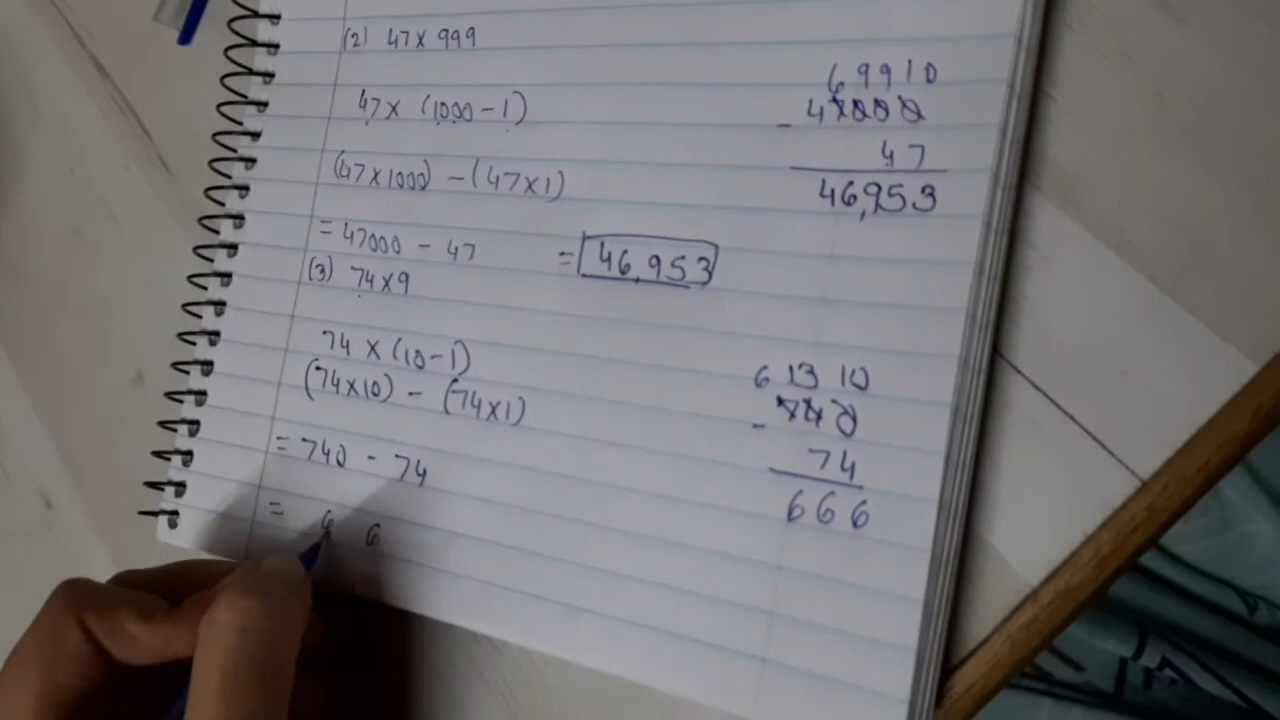 (2) 47 x 999
47 x (1000 - 1)
(47 x 1000) - (47 x 1)
= 47000 - 47 = 46,953
6 9 9 10
47000
- 47
46,953
(3) 74 x 9
74 x (10 - 1)
(74 x 10) - (74 x 1)
= 740 - 74
= 6 6
6 13 10
740
- 74
666